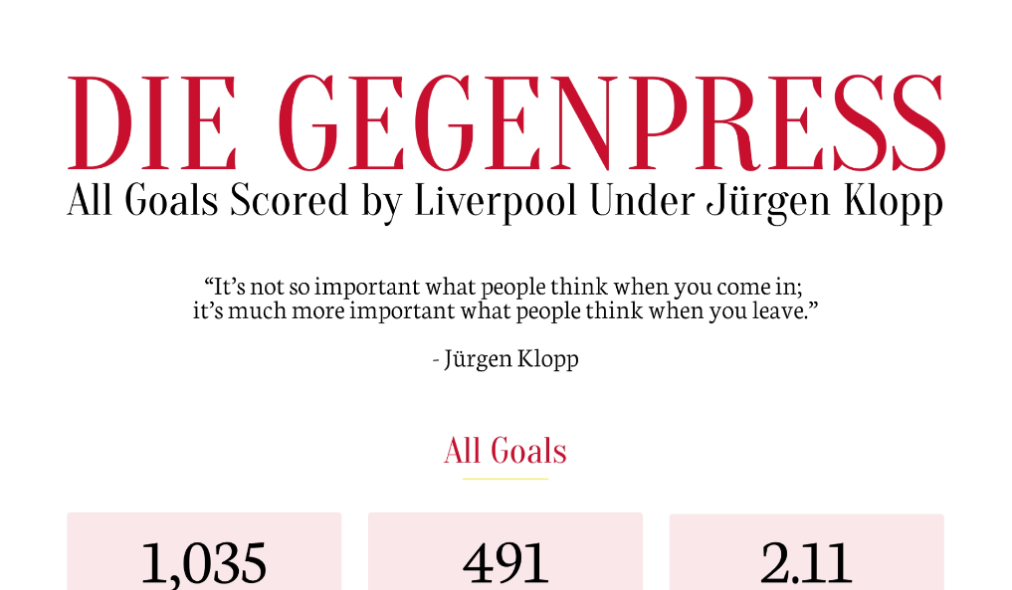 DIE GEGENPRESS
All Goals Scored by Liverpool Under Jürgen Klopp
“It’s not so important what people think when you come in;
it’s much more important what people think when you leave.”
- Jürgen Klopp
All Goals
1,035 491 2.11